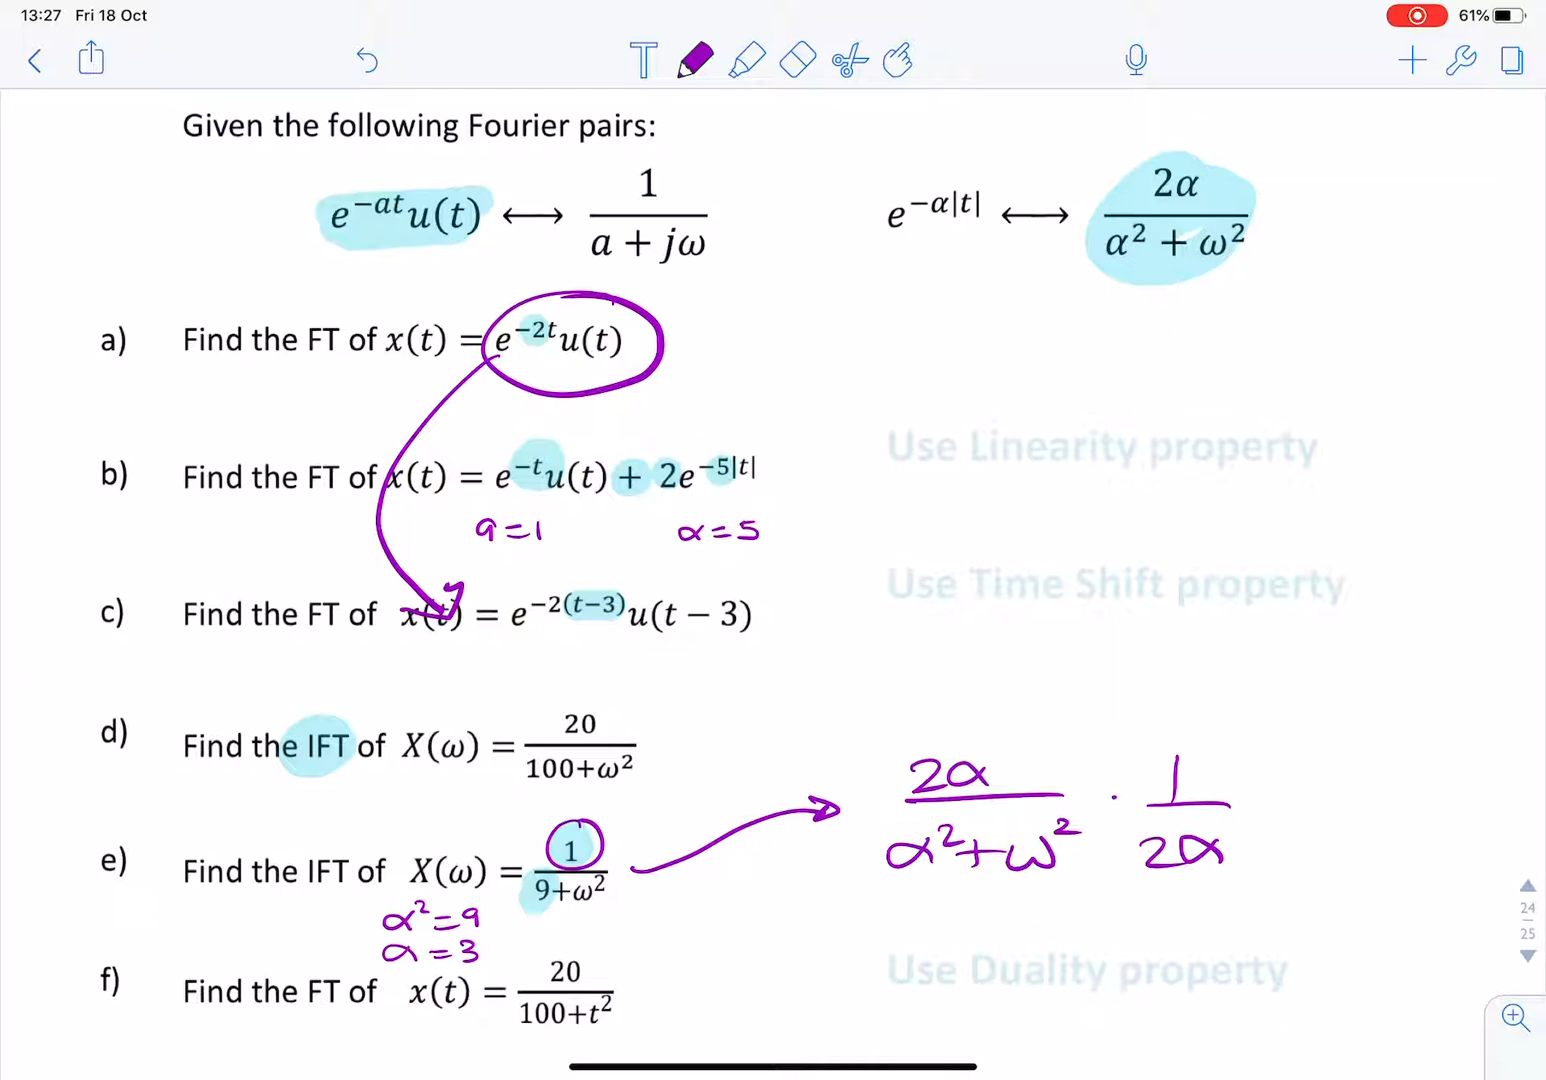 13:27 Fri 18 Oct
61%
T
Given the following Fourier pairs:
e^{-at}u(t) ⟷ 1/(a + jω)
e^{-α|t|} ⟷ 2α/(α² + ω²)
a) Find the FT of x(t) = e^{-2t}u(t)
Use Linearity property
b) Find the FT of x(t) = e^{-t}u(t) + 2e^{-5|t|}
a=1 α=5
Use Time Shift property
c) Find the FT of x(t) = e^{-2(t-3)}u(t − 3)
d) Find the IFT of X(ω) = 20/(100+ω²)
2α/(α²+ω²) · 1/2α
e) Find the IFT of X(ω) = 1/(9+ω²)
α²=9
α=3
24
25
Use Duality property
f) Find the FT of x(t) = 20/(100+t²)